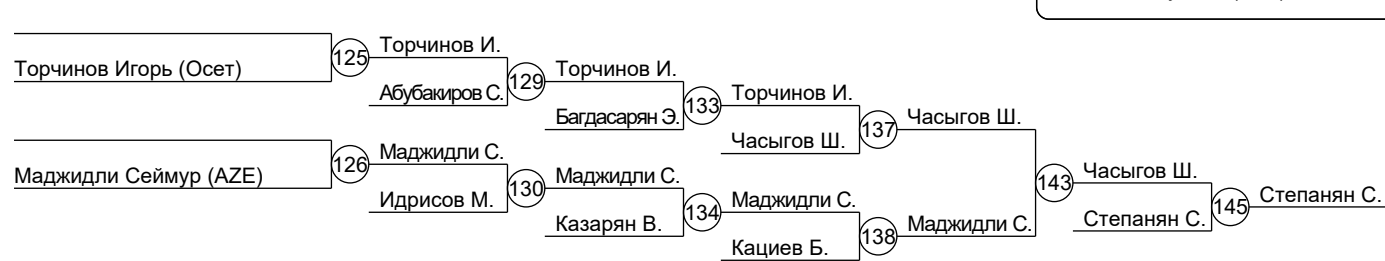 Торчинов Игорь (Осет)
125
Торчинов И.
Абубакиров С.
129
Торчинов И.
Багдасарян Э.
133
Торчинов И.
Часыгов Ш.
137
Часыгов Ш.
Маджидли Сеймур (AZE)
126
Маджидли С.
Идрисов М.
130
Маджидли С.
Казарян В.
134
Маджидли С.
Кациев Б.
138
Маджидли С.
143
Часыгов Ш.
Степанян С.
145
Степанян С.